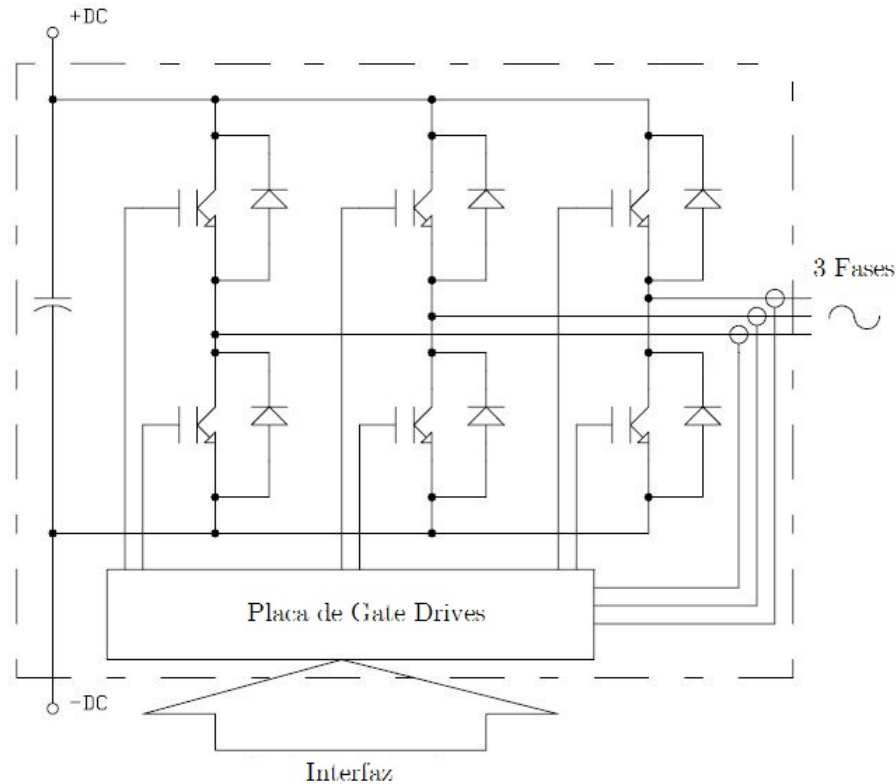 +DC
3 Fases
Placa de Gate Drives
-DC
Interfaz